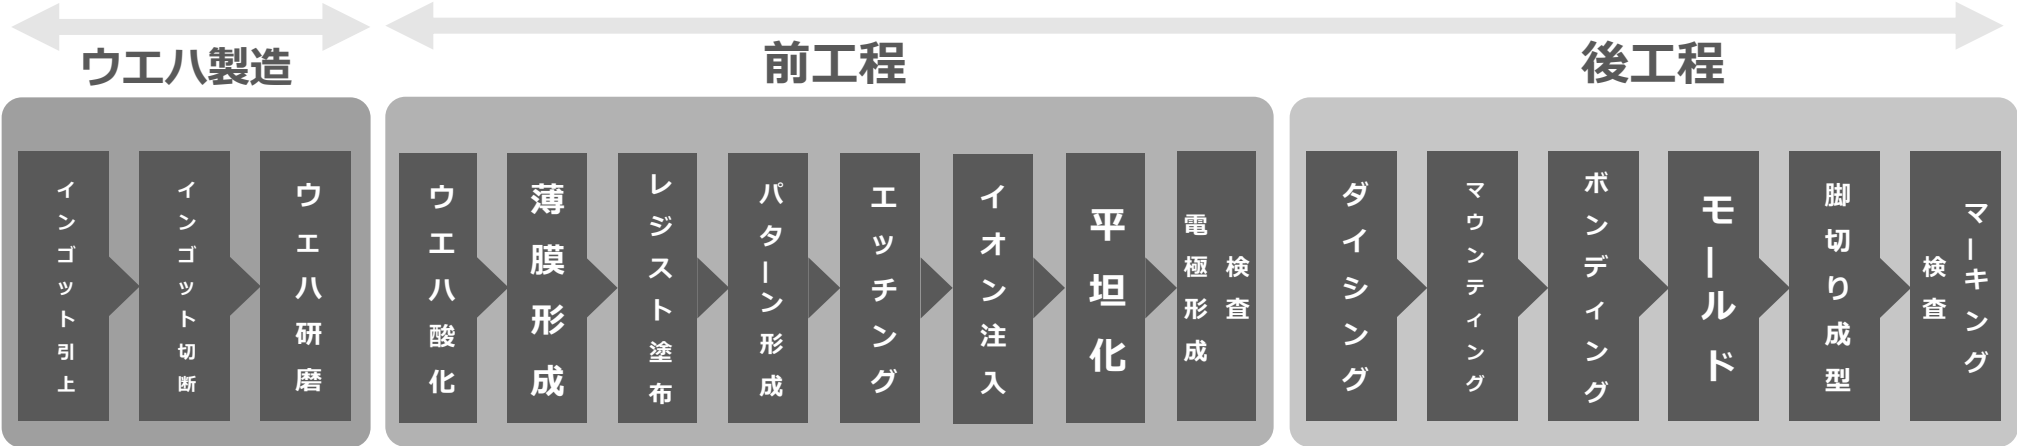 ウエハ製造
前工程
後工程
インゴット引上
インゴット切断
ウェハ研磨
ウエハ酸化
薄膜形成
レジスト塗布
パターン形成
エッチング
イオン注入
平坦化
検査
電極形成
ダイシング
マウンティング
ボンディング
モールド
脚切り成型
マーキング
検査